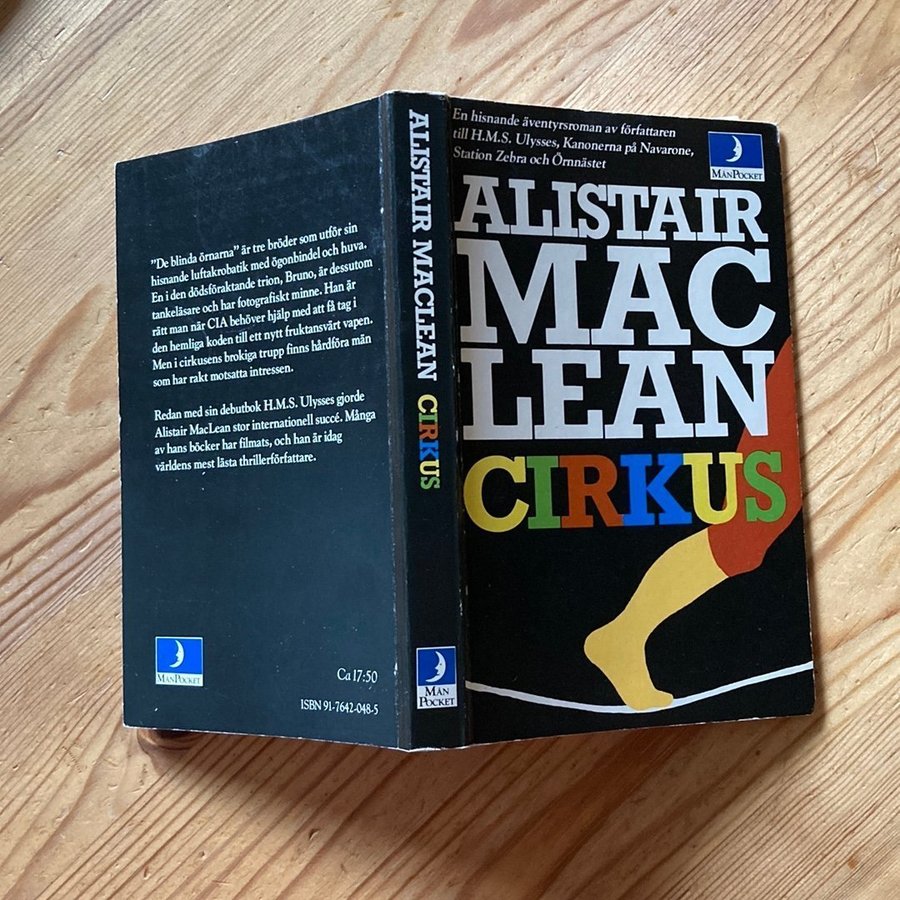 "De blinda örnarna" är tre bröder som utför sin
hisnande luftakrobatik med ögonbindel och huva.
En i den dödsföraktande trion, Bruno, är dessutom
tankeläsare och har fotografiskt minne. Han är
rätt man när CIA behöver hjälp med att få tag i
den hemliga koden till ett nytt fruktansvärt vapen.
Men i cirkusens brokiga trupp finns hårdföra män
som har rakt motsatta intressen.
Redan med sin debutbok H.M.S. Ulysses gjorde
Alistair MacLean stor internationell succé. Många
av hans böcker har filmats, och han är idag
världens mest lästa thrillerförfattare.
MÅNPOCKET
Ca 17:50
ISBN 91-7642-048-5
ALISTAIR MACLEAN CIRKUS
MÅN
POCKET
En hisnande äventyrsroman av författaren
till H.M.S. Ulysses, Kanonerna på Navarone,
Station Zebra och Örnnästet
MÅNPOCKET
ALISTAIR
MAC
LEAN
CIRKUS